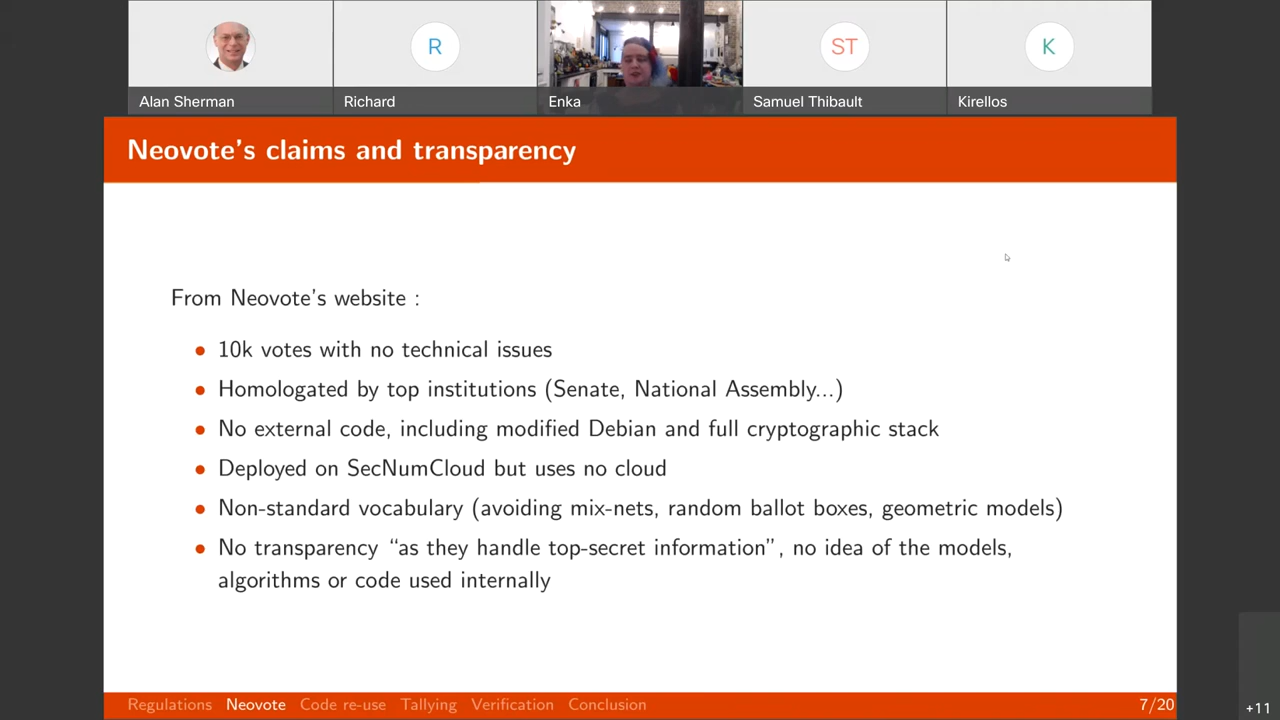 R
ST
K
Alan Sherman
Richard
Enka
Samuel Thibault
Kirellos
Neovote's claims and transparency
From Neovote's website :
• 10k votes with no technical issues
• Homologated by top institutions (Senate, National Assembly...)
• No external code, including modified Debian and full cryptographic stack
• Deployed on SecNumCloud but uses no cloud
• Non-standard vocabulary (avoiding mix-nets, random ballot boxes, geometric models)
• No transparency “as they handle top-secret information”, no idea of the models,
algorithms or code used internally
Regulations Neovote Code re-use Tallying Verification Conclusion
7/20
+11